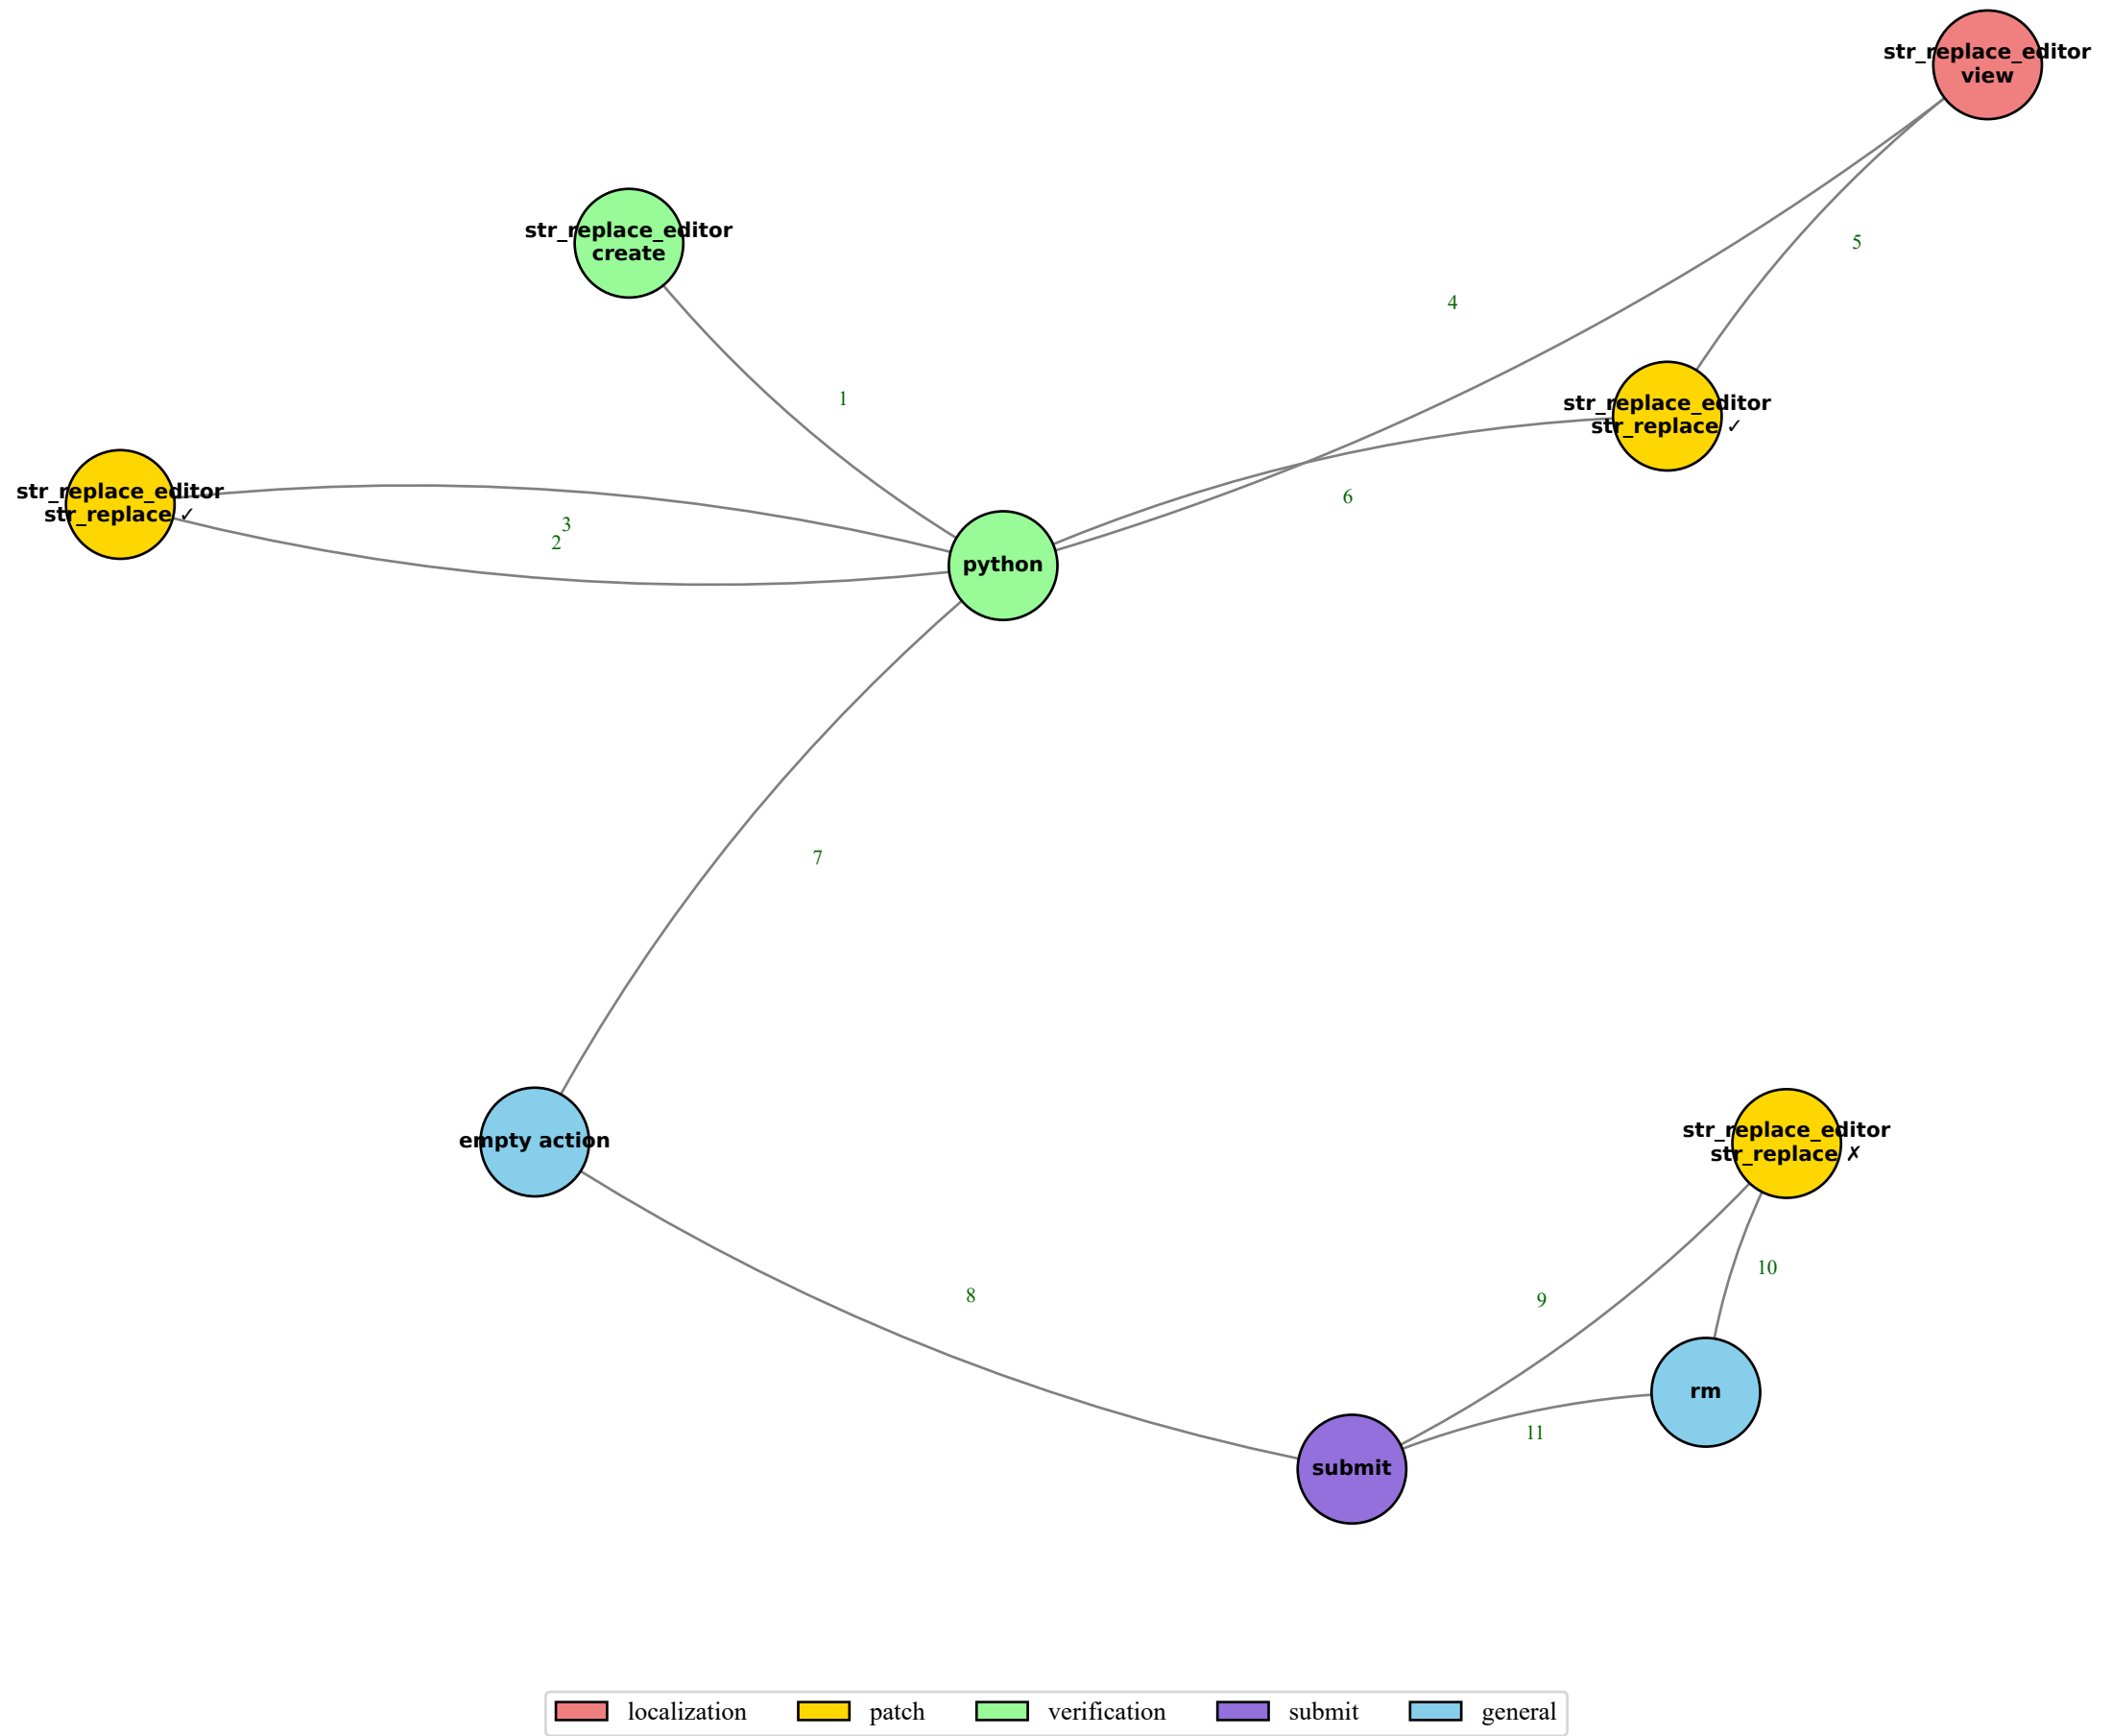 str_replace_editor
view
str_replace_editor
create
5
4
1
str_replace_editor
str_replace ✓
str_replace_editor
str_replace ✓
6
3
2
python
7
empty action
str_replace_editor
str_replace ✗
10
8
9
rm
11
submit
localization
patch
verification
submit
general